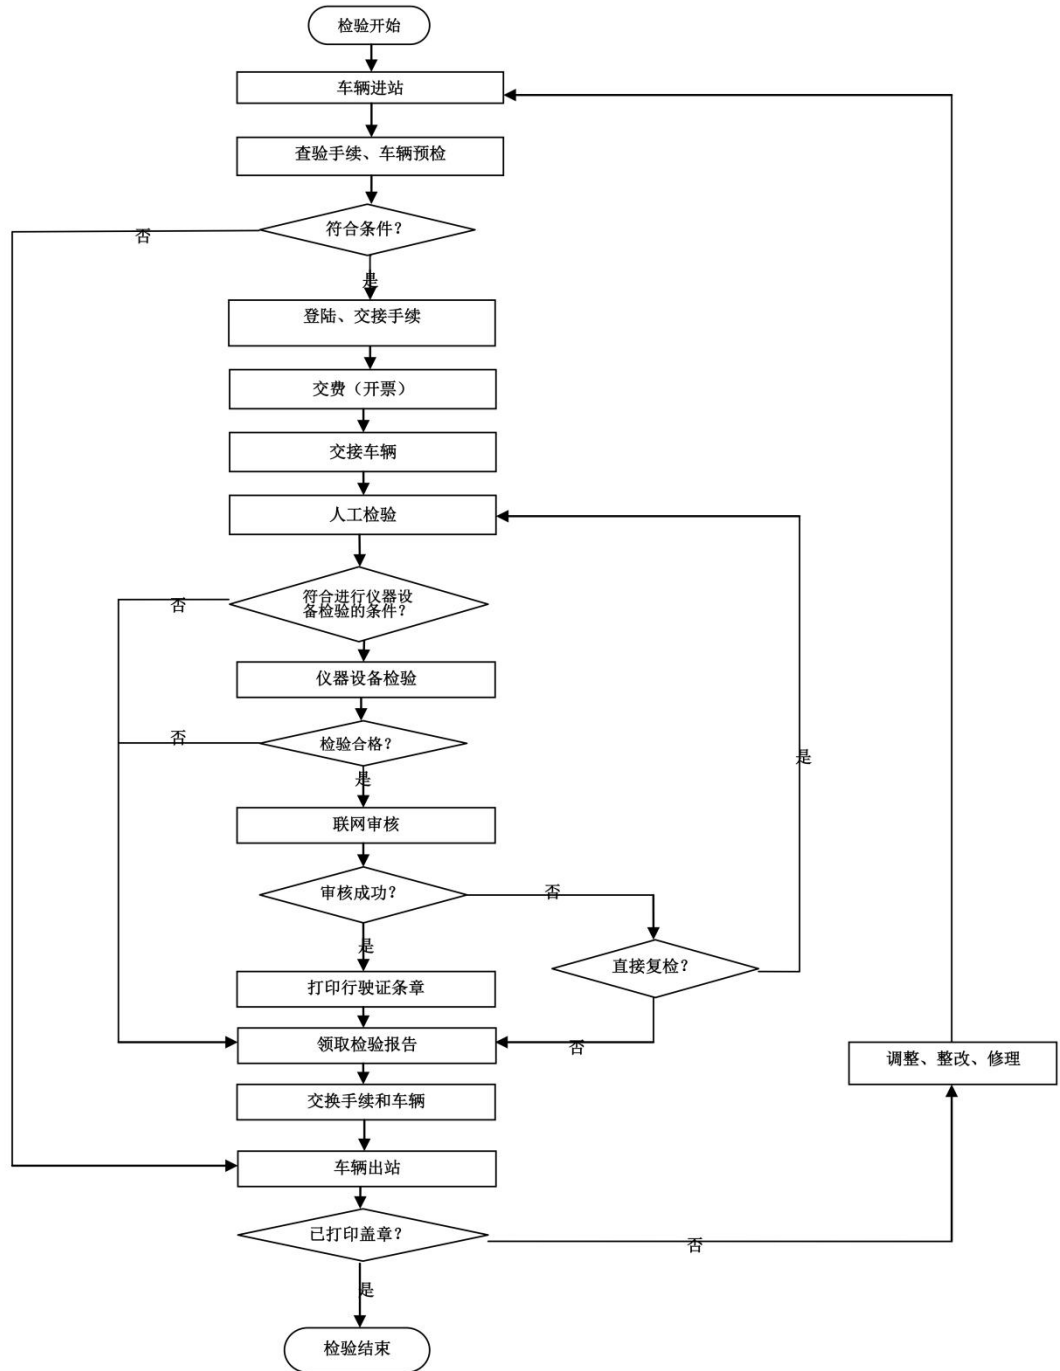 检验开始
车辆进站
查验手续、车辆预检
符合条件？
否
是
登陆、交接手续
交费（开票）
交接车辆
人工检验
符合进行仪器设
备检验的条件？
否
仪器设备检验
检验合格？
否
是
是
联网审核
审核成功？
否
是
直接复检？
打印行驶证条章
领取检验报告
否
调整、整改、修理
交换手续和车辆
车辆出站
已打印盖章？
否
是
检验结束